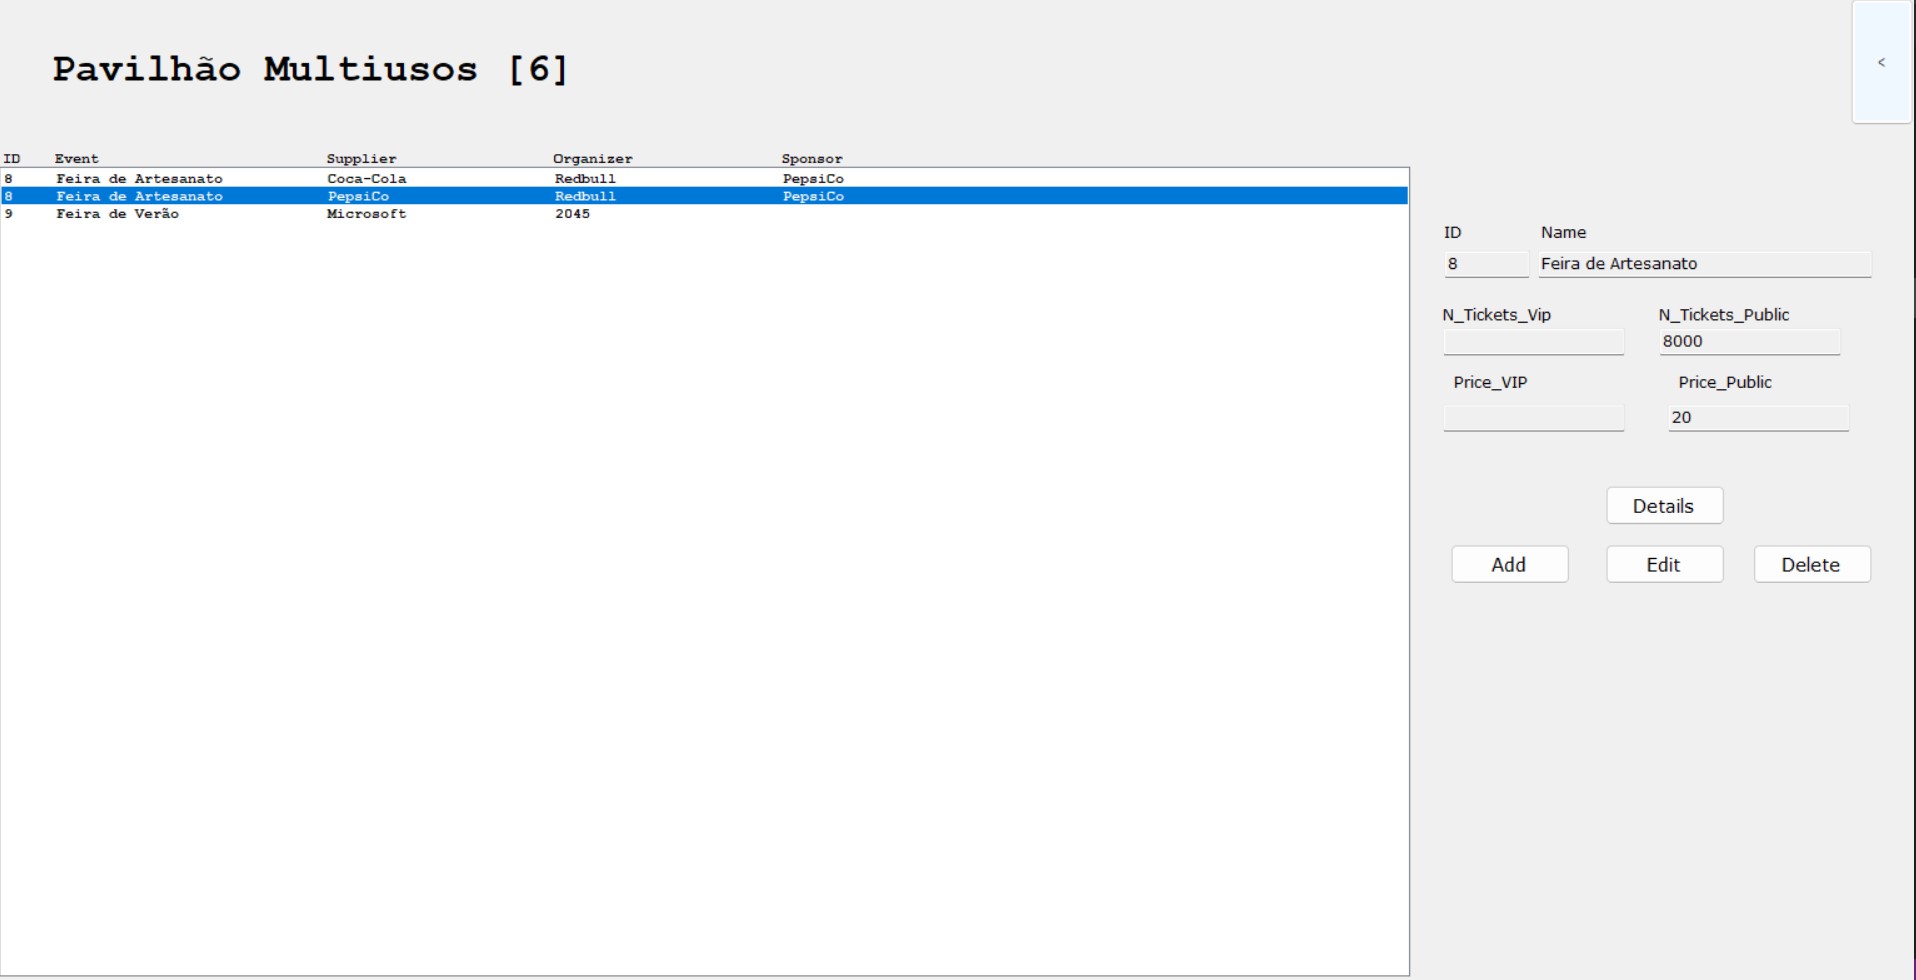 Pavilhão Multiusos [6]
<
ID Event Supplier Organizer Sponsor
8 Feira de Artesanato Coca-Cola Redbull PepsiCo
8 Feira de Artesanato PepsiCo Redbull PepsiCo
9 Feira de Verão Microsoft 2045
ID Name
8 Feira de Artesanato
N_Tickets_Vip N_Tickets_Public
8000
Price_VIP Price_Public
20
Details
Add Edit Delete